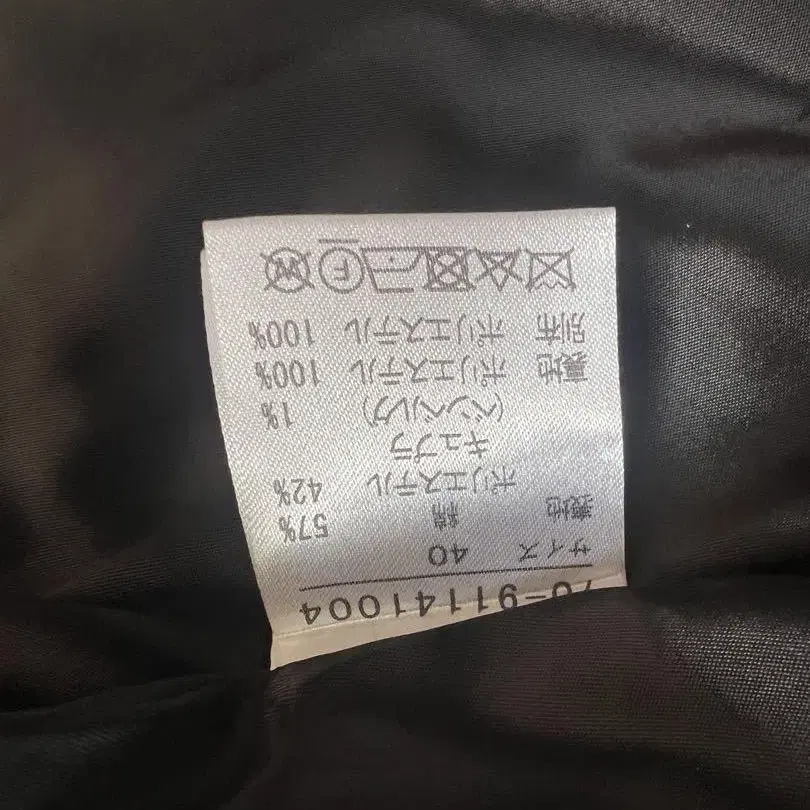 70-91141004
サイズ 40
表地 綿 57%
ポリエステル 42%
キュプラ
(ベンベルグ) 1%
裏地 ポリエステル 100%
別布 ポリエステル 100%
F W